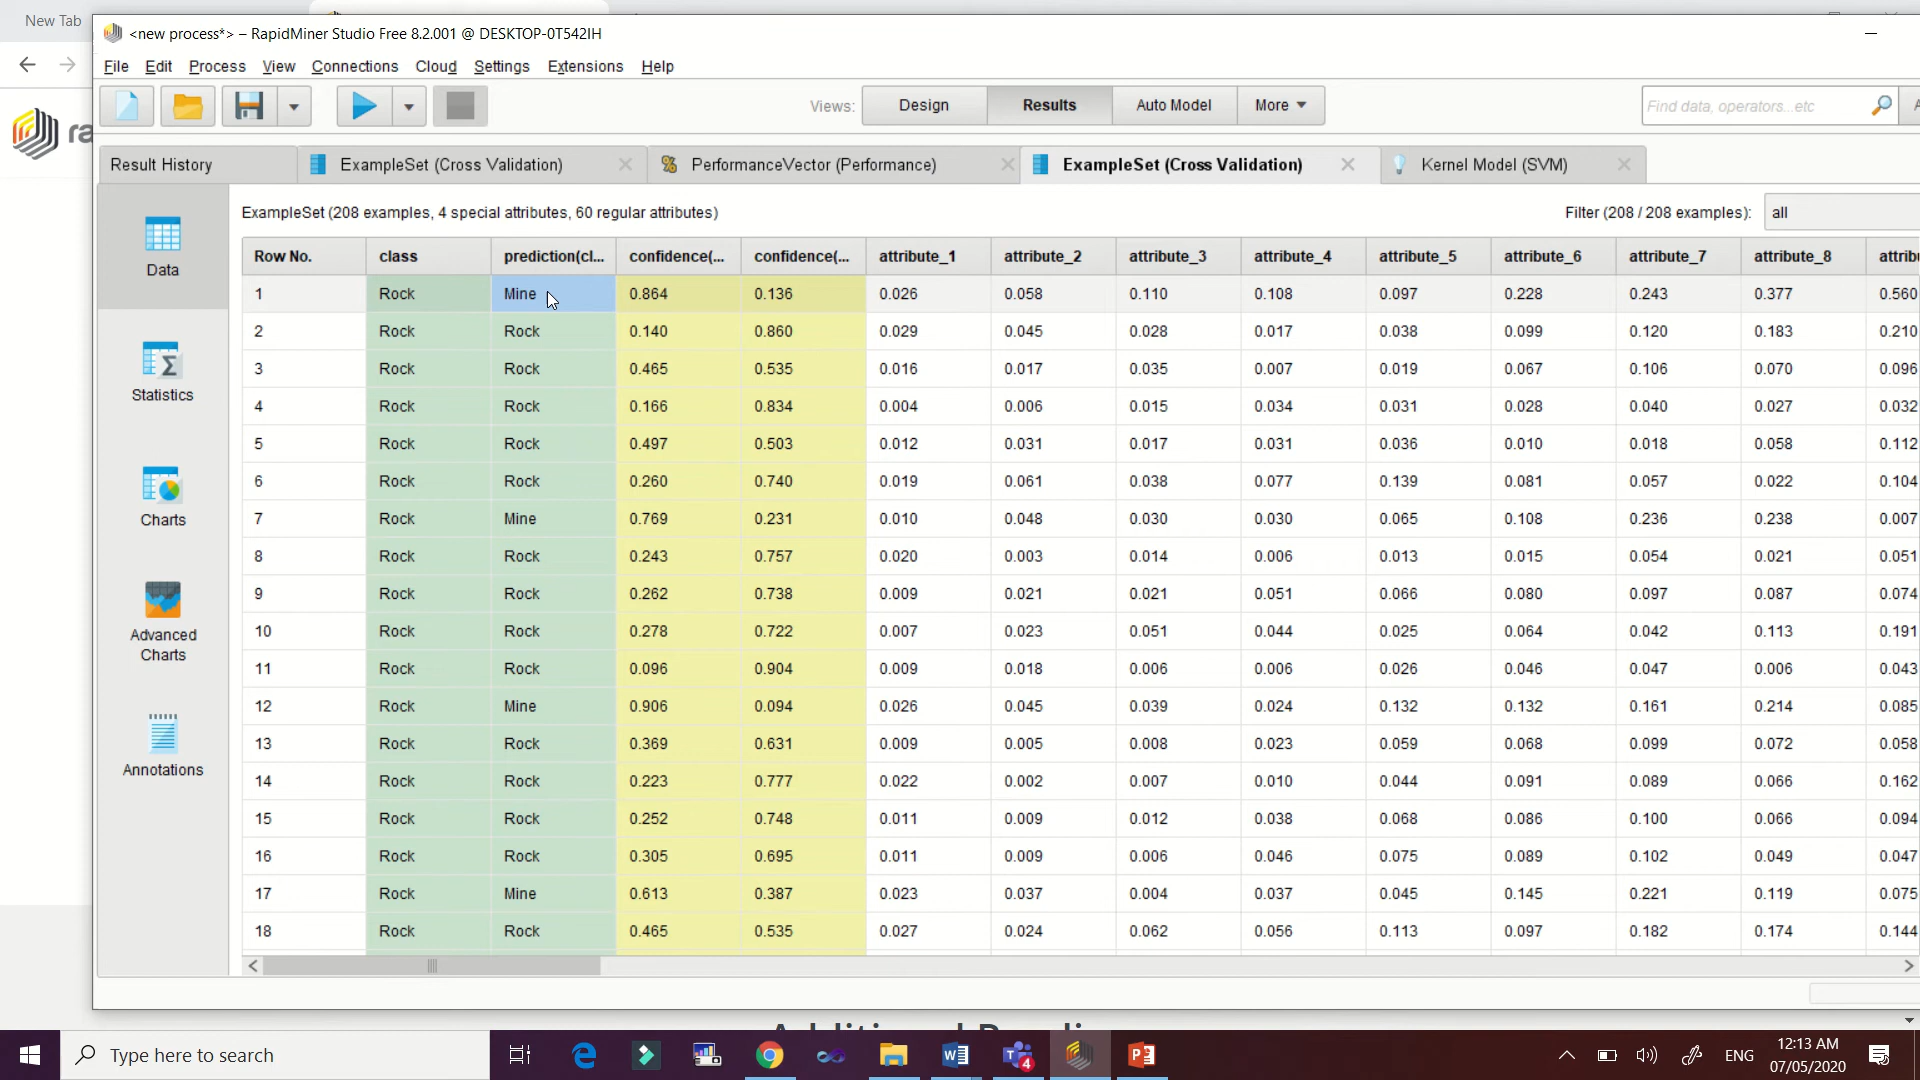 New Tab
<new process*> – RapidMiner Studio Free 8.2.001 @ DESKTOP-0T542IH
File Edit Process View Connections Cloud Settings Extensions Help
Views: Design Results Auto Model More
Find data, operators...etc
Result History ExampleSet (Cross Validation) PerformanceVector (Performance) ExampleSet (Cross Validation) Kernel Model (SVM)
ExampleSet (208 examples, 4 special attributes, 60 regular attributes) Filter (208 / 208 examples): all
Data
Statistics
Charts
Advanced
Charts
Annotations
Row No. class prediction(cl... confidence(... confidence(... attribute_1 attribute_2 attribute_3 attribute_4 attribute_5 attribute_6 attribute_7 attribute_8
1 Rock Mine 0.864 0.136 0.026 0.058 0.110 0.108 0.097 0.228 0.243 0.377 0.560
2 Rock Rock 0.140 0.860 0.029 0.045 0.028 0.017 0.038 0.099 0.120 0.183 0.210
3 Rock Rock 0.465 0.535 0.016 0.017 0.035 0.007 0.019 0.067 0.106 0.070 0.096
4 Rock Rock 0.166 0.834 0.004 0.006 0.015 0.034 0.031 0.028 0.040 0.027 0.032
5 Rock Rock 0.497 0.503 0.012 0.031 0.017 0.031 0.036 0.010 0.018 0.058 0.112
6 Rock Rock 0.260 0.740 0.019 0.061 0.038 0.077 0.139 0.081 0.057 0.022 0.104
7 Rock Mine 0.769 0.231 0.010 0.048 0.030 0.030 0.065 0.108 0.236 0.238 0.007
8 Rock Rock 0.243 0.757 0.020 0.003 0.014 0.006 0.013 0.015 0.054 0.021 0.051
9 Rock Rock 0.262 0.738 0.009 0.021 0.021 0.051 0.066 0.080 0.097 0.087 0.074
10 Rock Rock 0.278 0.722 0.007 0.023 0.051 0.044 0.025 0.064 0.042 0.113 0.191
11 Rock Rock 0.096 0.904 0.009 0.018 0.006 0.006 0.026 0.046 0.047 0.006 0.043
12 Rock Mine 0.906 0.094 0.026 0.045 0.039 0.024 0.132 0.132 0.161 0.214 0.085
13 Rock Rock 0.369 0.631 0.009 0.005 0.008 0.023 0.059 0.068 0.099 0.072 0.058
14 Rock Rock 0.223 0.777 0.022 0.002 0.007 0.010 0.044 0.091 0.089 0.066 0.162
15 Rock Rock 0.252 0.748 0.011 0.009 0.012 0.038 0.068 0.086 0.100 0.066 0.094
16 Rock Rock 0.305 0.695 0.011 0.009 0.006 0.046 0.075 0.089 0.102 0.049 0.047
17 Rock Mine 0.613 0.387 0.023 0.037 0.004 0.037 0.045 0.145 0.221 0.119 0.075
18 Rock Rock 0.465 0.535 0.027 0.024 0.062 0.056 0.113 0.097 0.182 0.174 0.144
Type here to search
4
ENG
12:13 AM
07/05/2020